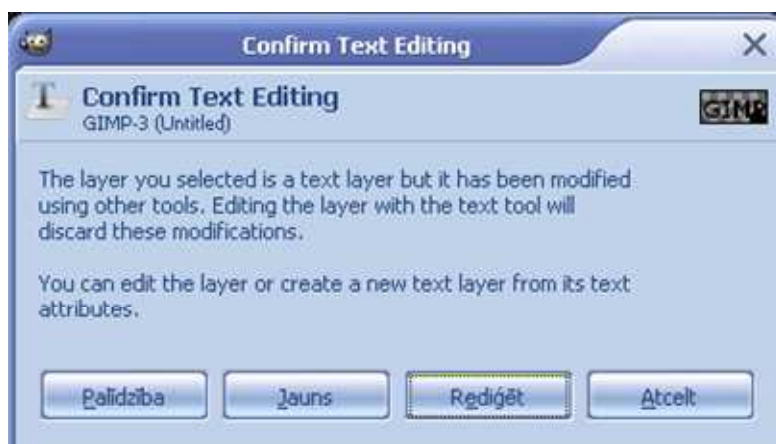 Confirm Text Editing
Confirm Text Editing
GIMP-3 (Untitled)
GIMP
The layer you selected is a text layer but it has been modified
using other tools. Editing the layer with the text tool will
discard these modifications.
You can edit the layer or create a new text layer from its text
attributes.
Palīdzība Jauns Rediģēt Atcelt